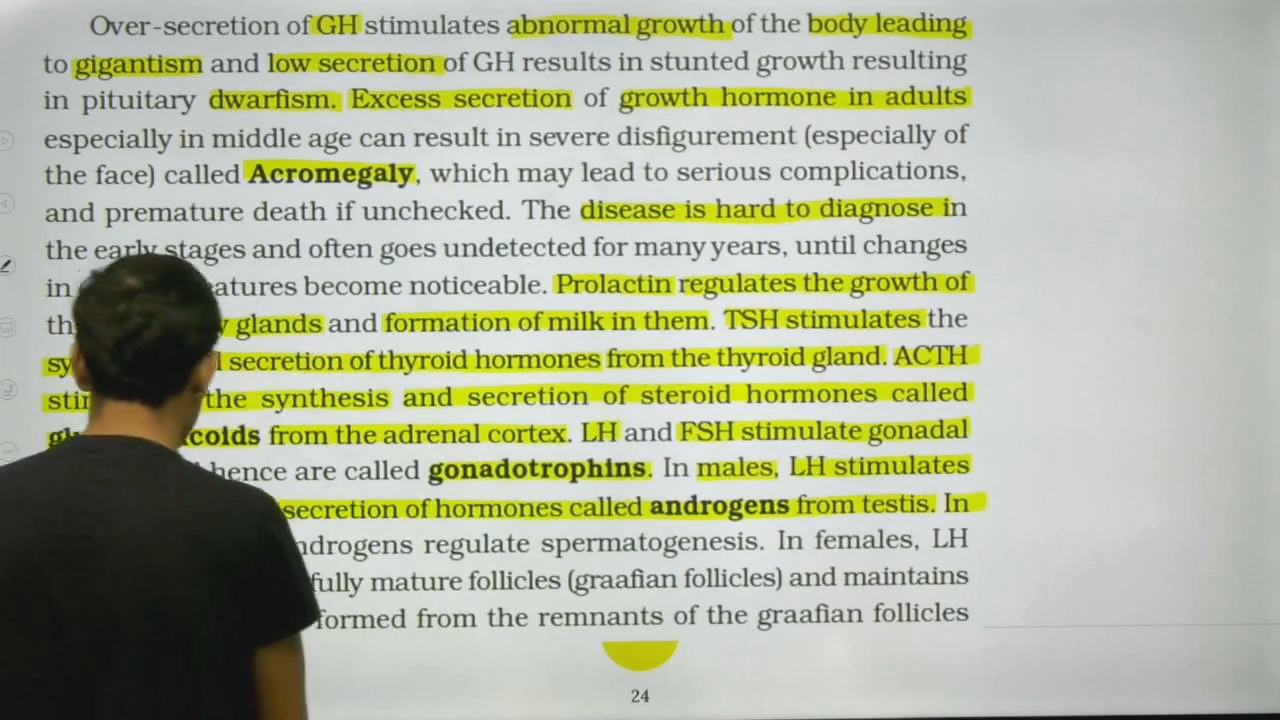 Over-secretion of GH stimulates abnormal growth of the body leading
to gigantism and low secretion of GH results in stunted growth resulting
in pituitary dwarfism. Excess secretion of growth hormone in adults
especially in middle age can result in severe disfigurement (especially of
the face) called Acromegaly, which may lead to serious complications,
and premature death if unchecked. The disease is hard to diagnose in
the early stages and often goes undetected for many years, until changes
in atures become noticeable. Prolactin regulates the growth of
th y glands and formation of milk in them. TSH stimulates the
sy secretion of thyroid hormones from the thyroid gland. ACTH
stim the synthesis and secretion of steroid hormones called
gl coids from the adrenal cortex. LH and FSH stimulate gonadal
hence are called gonadotrophins. In males, LH stimulates
secretion of hormones called androgens from testis. In
ndrogens regulate spermatogenesis. In females, LH
fully mature follicles (graafian follicles) and maintains
formed from the remnants of the graafian follicles
24